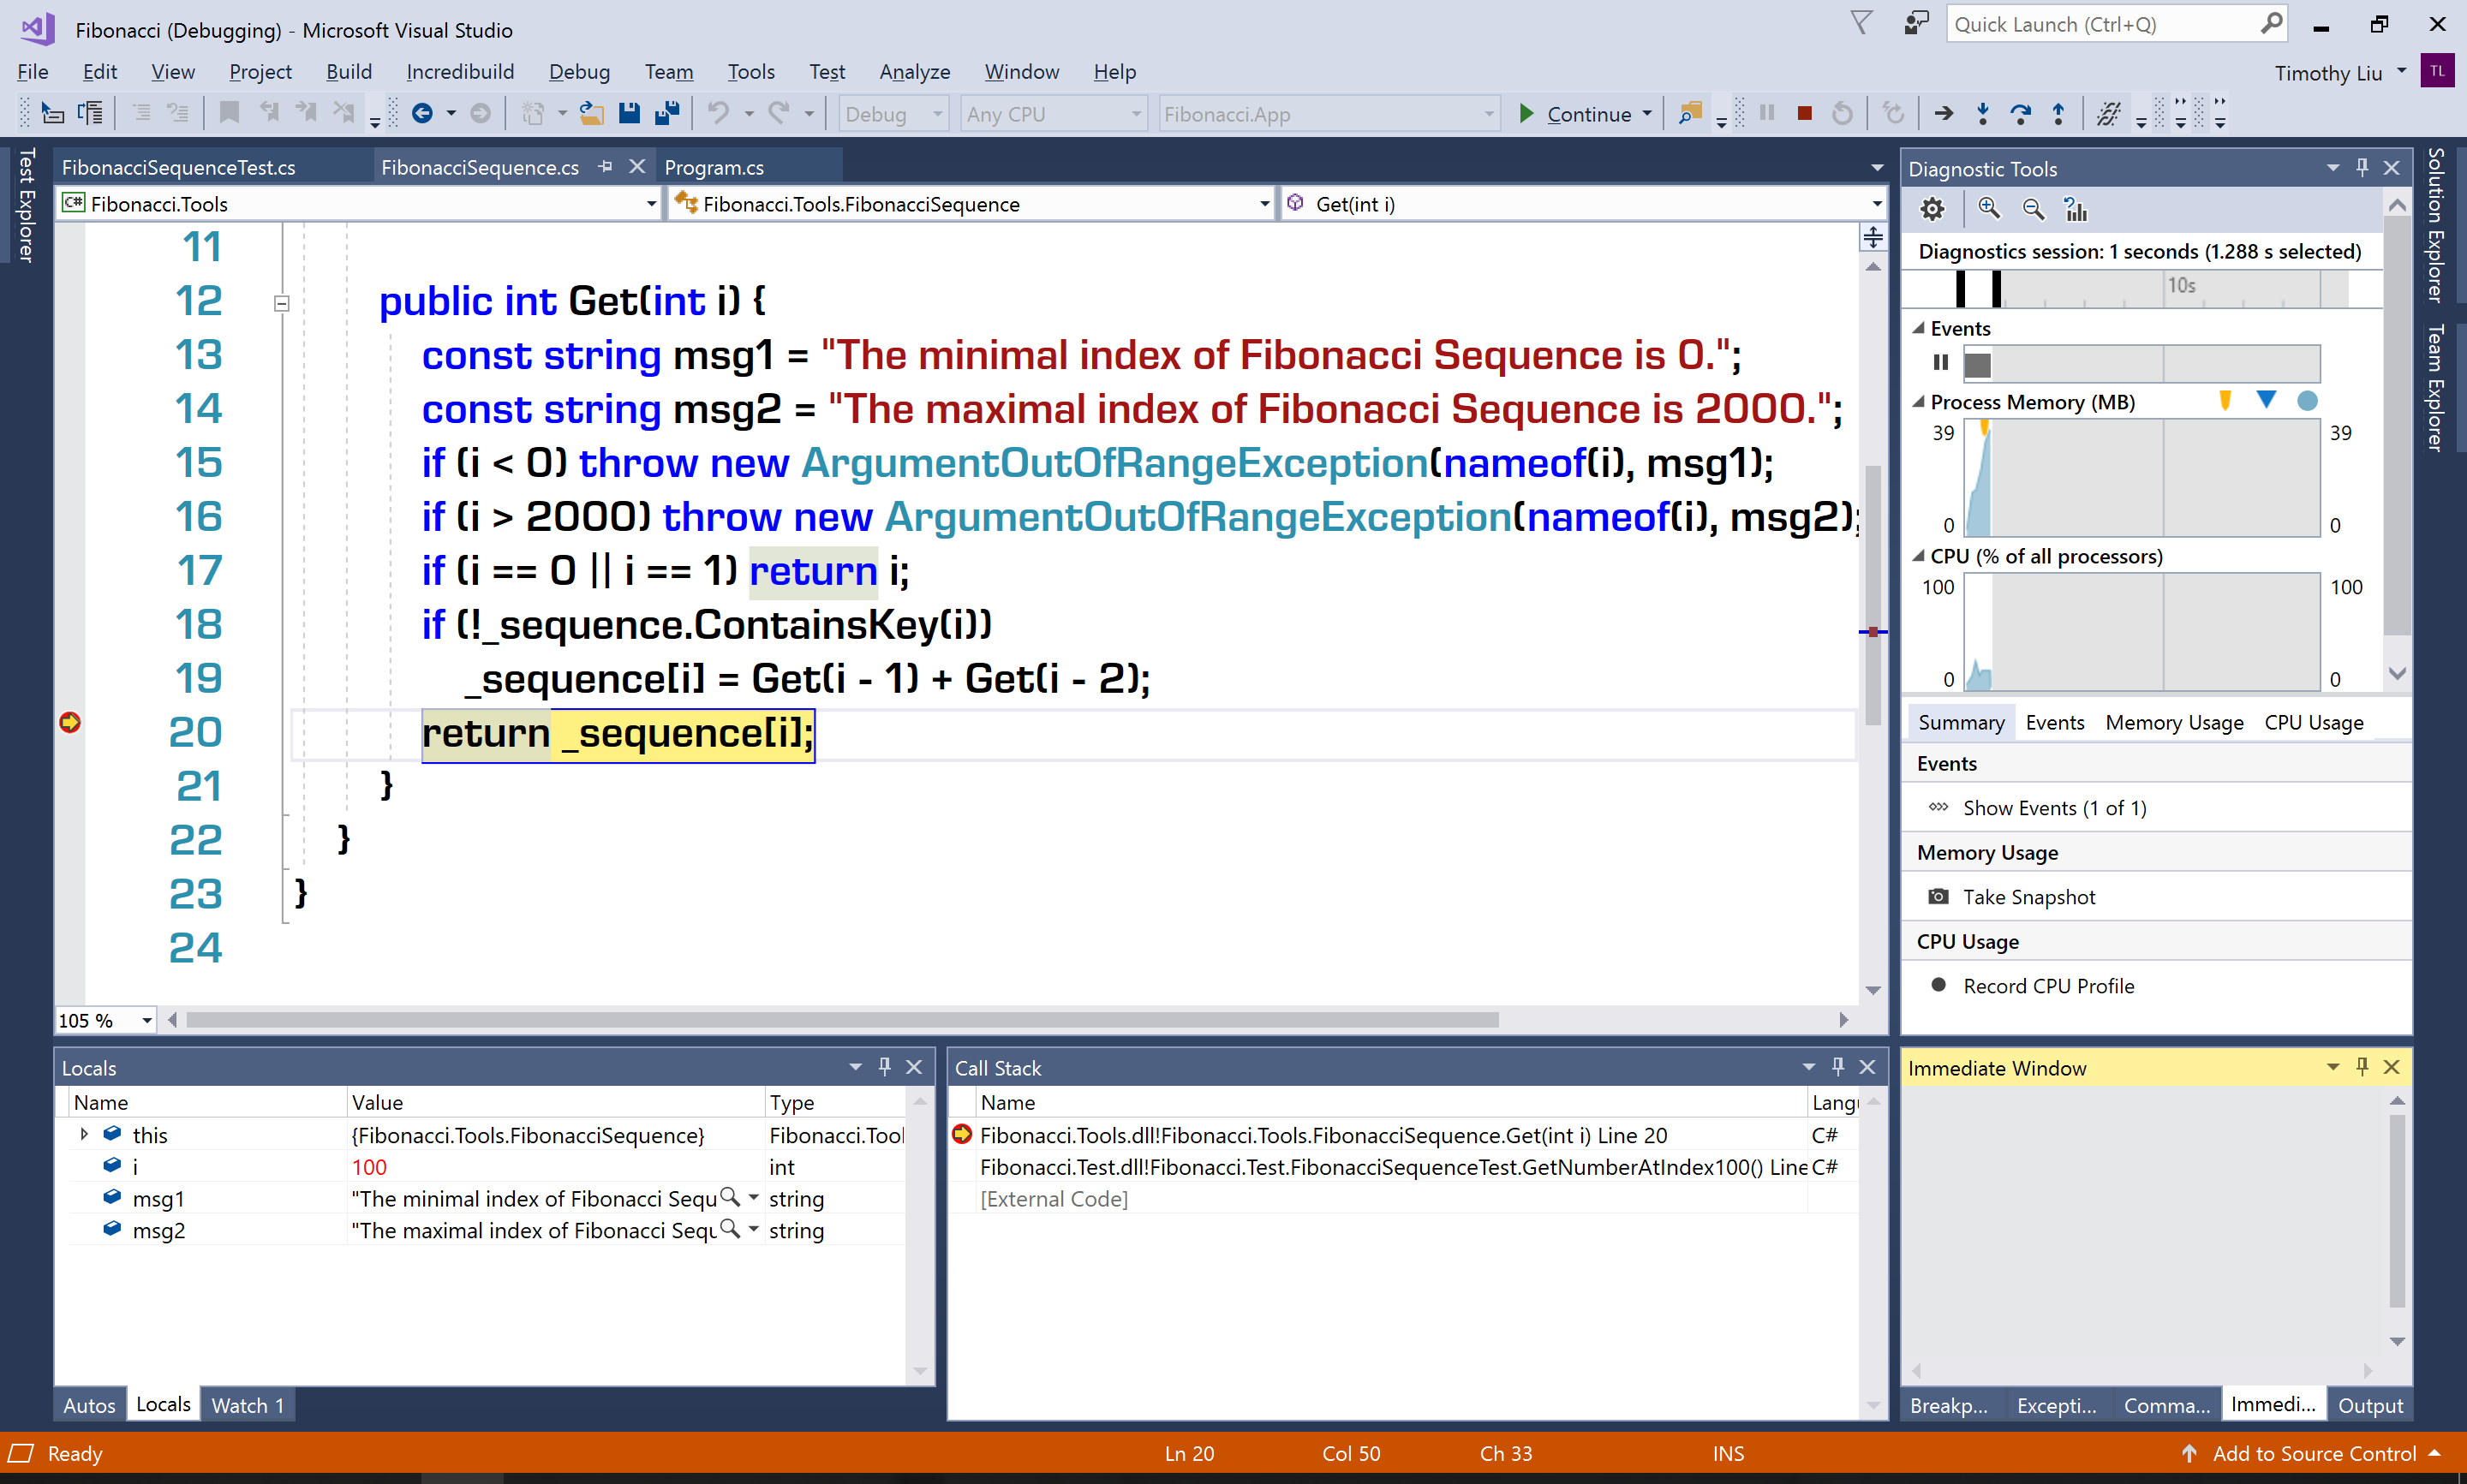 Fibonacci (Debugging) - Microsoft Visual Studio
Quick Launch (Ctrl+Q)
File Edit View Project Build Incredibuild Debug Team Tools Test Analyze Window Help
Timothy Liu TL
Debug Any CPU Fibonacci.App Continue
Test Explorer
FibonacciSequenceTest.cs FibonacciSequence.cs Program.cs
C# Fibonacci.Tools Fibonacci.Tools.FibonacciSequence Get(int i)
11
12 public int Get(int i) {
13 const string msg1 = "The minimal index of Fibonacci Sequence is 0.";
14 const string msg2 = "The maximal index of Fibonacci Sequence is 2000.";
15 if (i < 0) throw new ArgumentOutOfRangeException(nameof(i), msg1);
16 if (i > 2000) throw new ArgumentOutOfRangeException(nameof(i), msg2);
17 if (i == 0 || i == 1) return i;
18 if (!_sequence.ContainsKey(i))
19 _sequence[i] = Get(i - 1) + Get(i - 2);
20 return _sequence[i];
21 }
22 }
23 }
24
105 %
Diagnostic Tools
Diagnostics session: 1 seconds (1.288 s selected)
10s
Events
Process Memory (MB)
39 39
0 0
CPU (% of all processors)
100 100
0 0
Summary Events Memory Usage CPU Usage
Events
Show Events (1 of 1)
Memory Usage
Take Snapshot
CPU Usage
Record CPU Profile
Solution Explorer
Team Explorer
Locals
Name Value Type
this {Fibonacci.Tools.FibonacciSequence} Fibonacci.Tool
i 100 int
msg1 "The minimal index of Fibonacci Sequ string
msg2 "The maximal index of Fibonacci Sequ string
Autos Locals Watch 1
Call Stack
Name Langu
Fibonacci.Tools.dll!Fibonacci.Tools.FibonacciSequence.Get(int i) Line 20 C#
Fibonacci.Test.dll!Fibonacci.Test.FibonacciSequenceTest.GetNumberAtIndex100() Line C#
[External Code]
Immediate Window
Breakp... Excepti... Comma... Immedi... Output
Ready Ln 20 Col 50 Ch 33 INS Add to Source Control